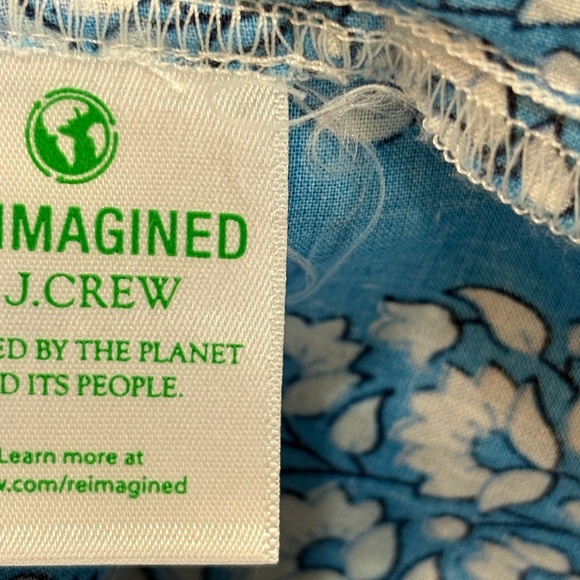 IMAGINED
J.CREW
ED BY THE PLANET
D ITS PEOPLE.
Learn more at
w.com/reimagined